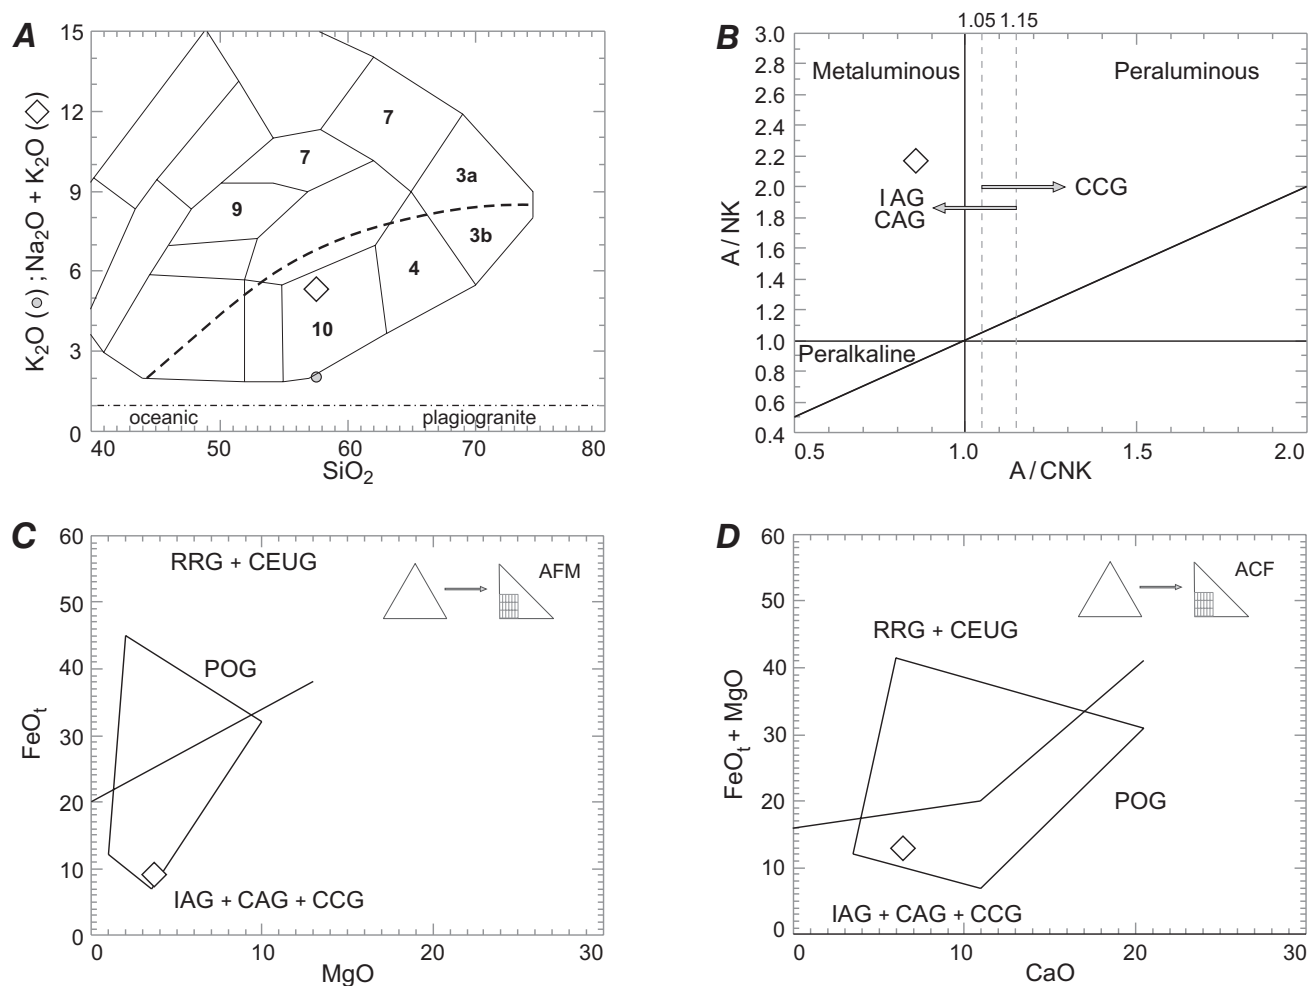 A
15
12
9
6
3
0
K₂O (●) ; Na₂O + K₂O (◇)
7
7
3a
9
3b
4
10
oceanic
plagiogranite
40
50
60
70
80
SiO₂
B
1.05 1.15
3.0
2.8
2.6
2.4
2.2
2.0
1.8
1.6
1.4
1.2
1.0
0.8
0.6
0.4
A / NK
Metaluminous
Peraluminous
IAG
CAG
CCG
Peralkaline
0.5
1.0
1.5
2.0
A / CNK
C
60
50
40
30
20
10
0
FeOₜ
RRG + CEUG
AFM
POG
IAG + CAG + CCG
0
10
20
30
MgO
D
60
50
40
30
20
10
0
FeOₜ + MgO
ACF
RRG + CEUG
POG
IAG + CAG + CCG
0
10
20
30
CaO